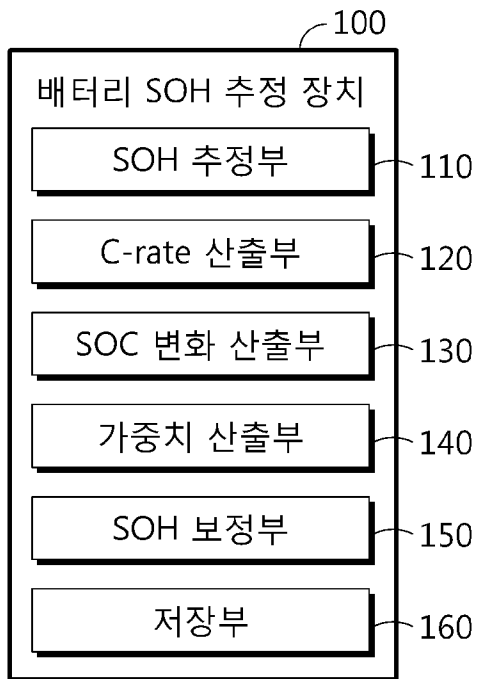 100
배터리 SOH 추정 장치
SOH 추정부
110
C-rate 산출부
120
SOC 변화 산출부
130
가중치 산출부
140
SOH 보정부
150
저장부
160